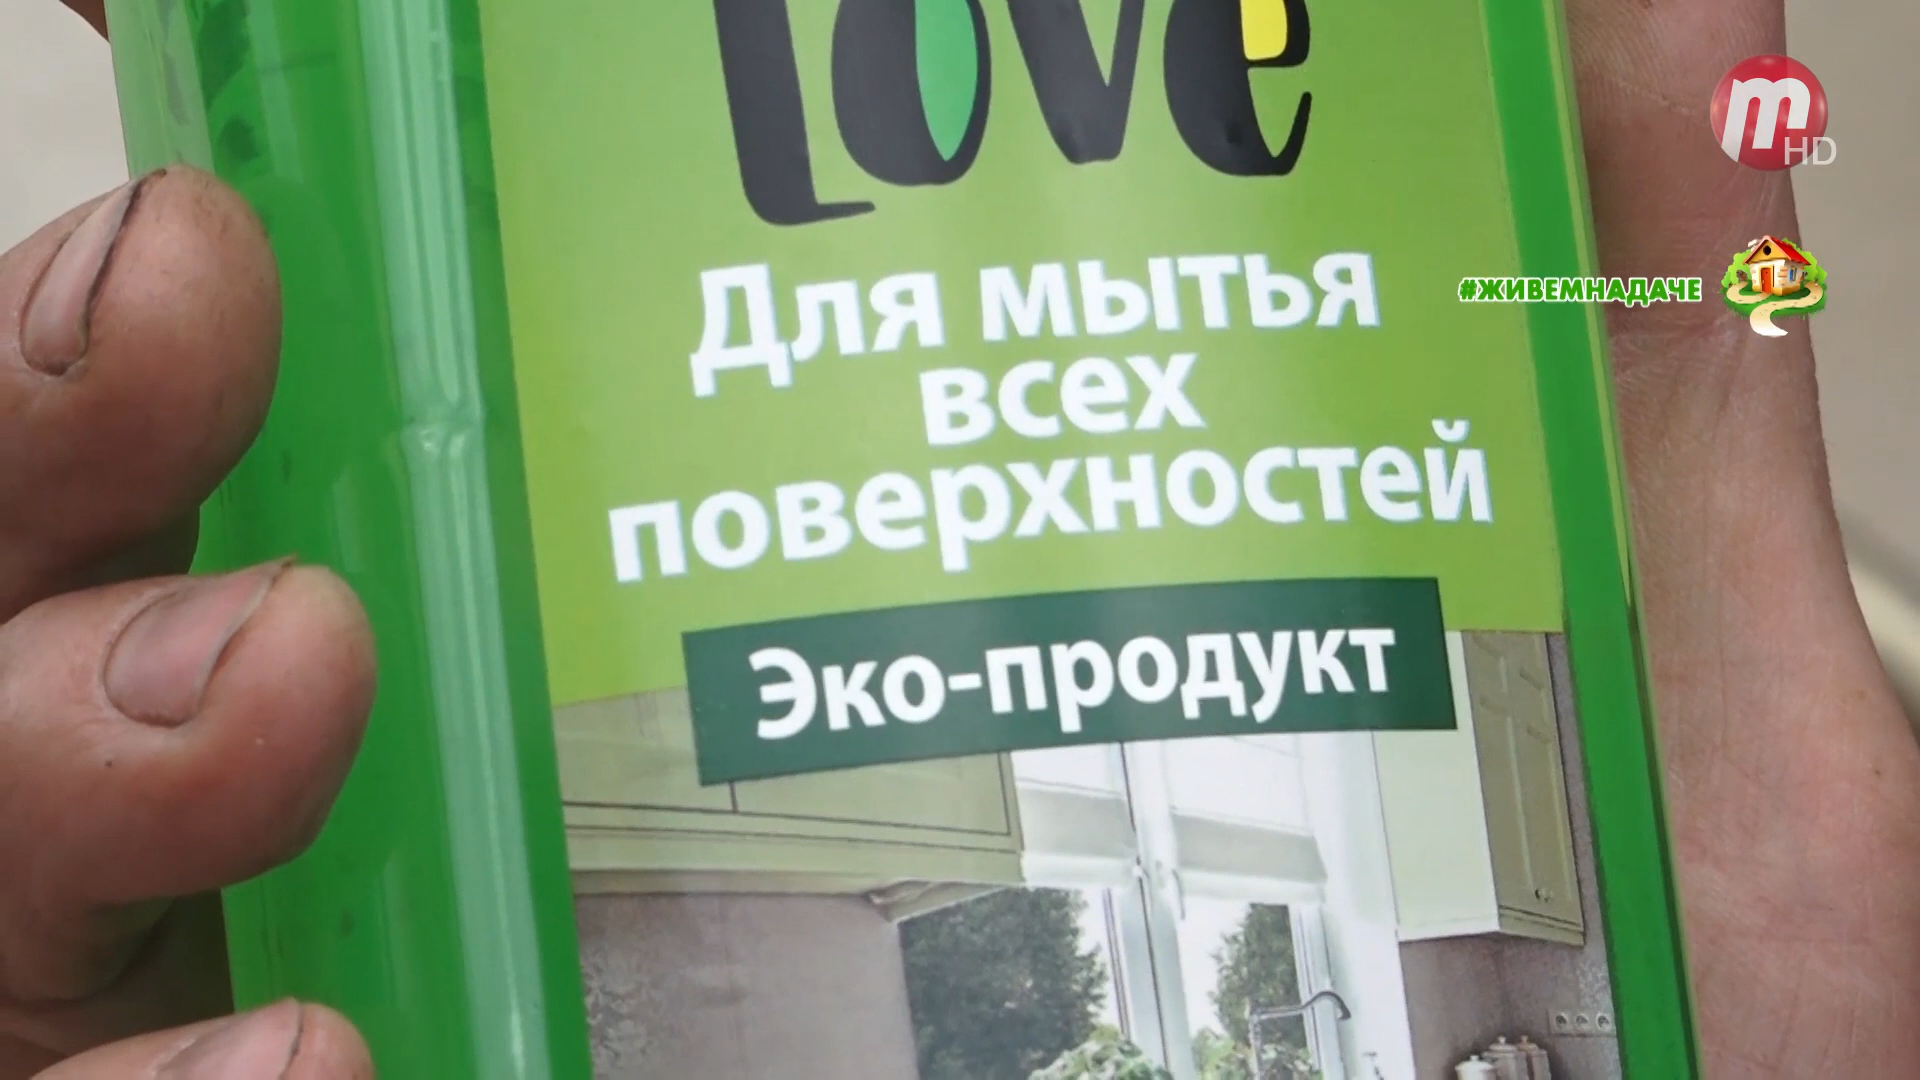 Love
Для мытья
всех
поверхностей
Эко-продукт
m HD
#ЖИВЕМНАДАЧЕ